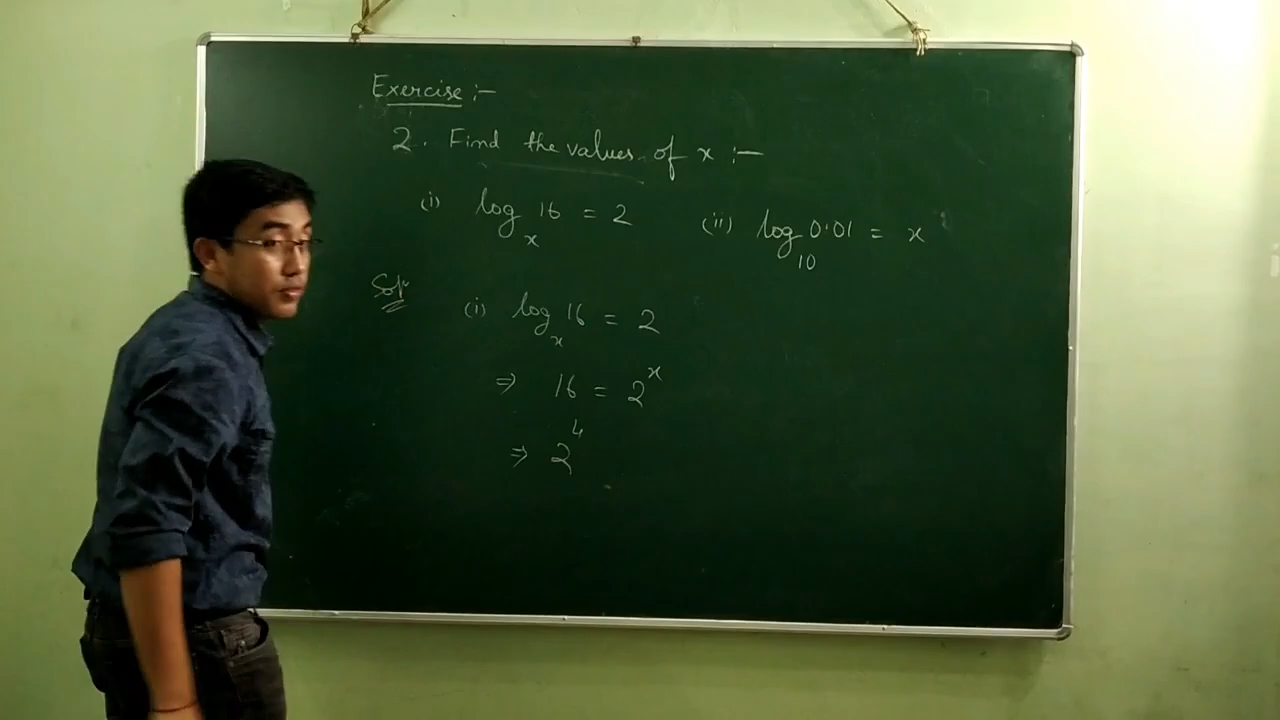 Exercise :-
2. Find the values of x :-
(i) log_x 16 = 2 (ii) log_10 0.01 = x
Solⁿ (i) log_x 16 = 2
⇒ 16 = 2^x
⇒ 2^4